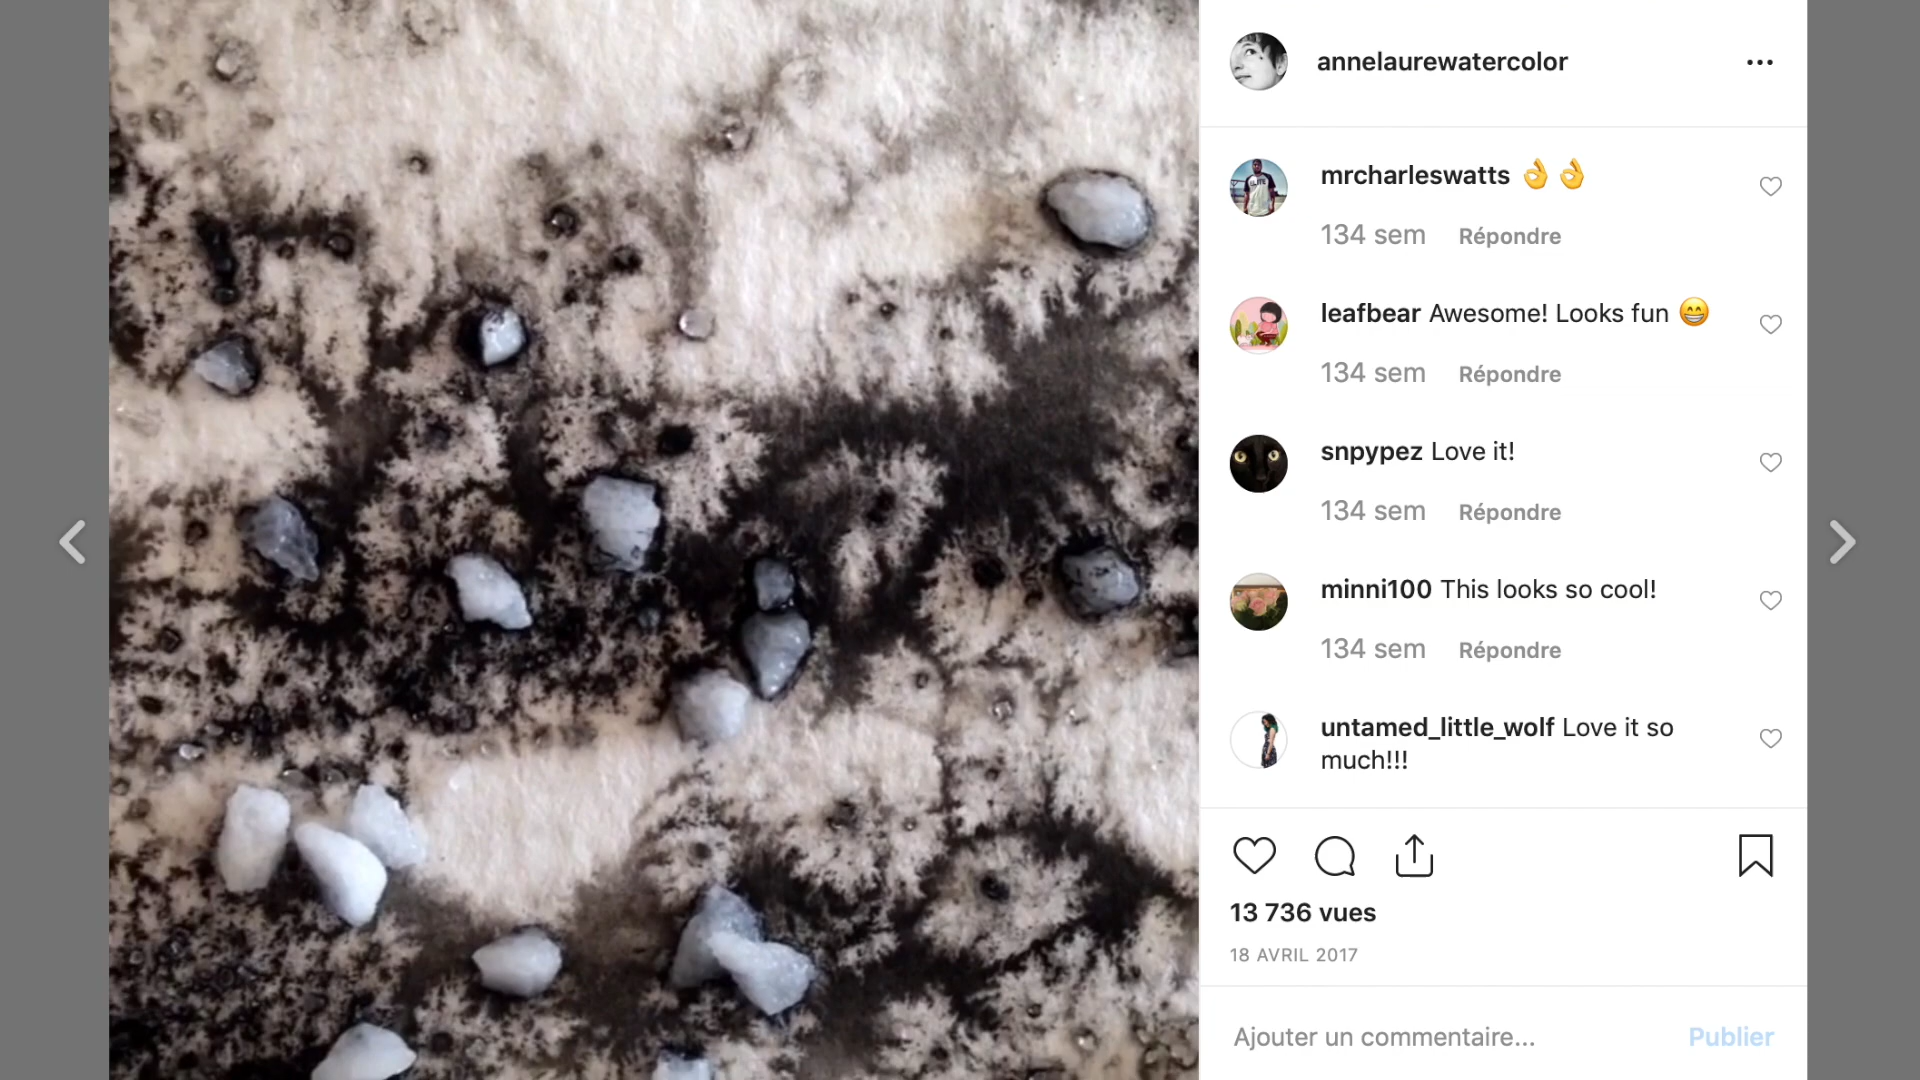 annelaurewatercolor
mrcharleswatts 👌👌
134 sem Répondre
leafbear Awesome! Looks fun 😁
134 sem Répondre
snpypez Love it!
134 sem Répondre
minni100 This looks so cool!
134 sem Répondre
untamed_little_wolf Love it so
much!!!
13 736 vues
18 AVRIL 2017
Ajouter un commentaire... Publier